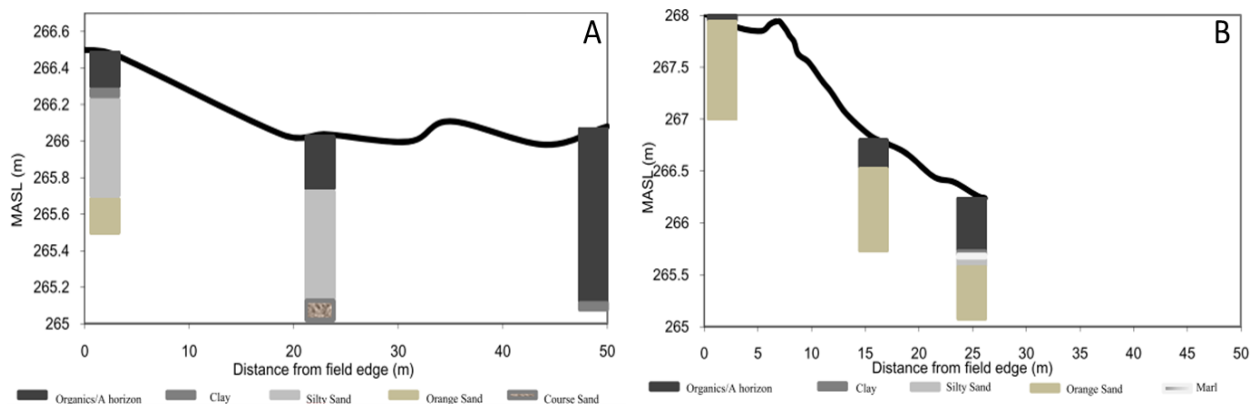 A
266.6
266.4
266.2
266
265.8
265.6
265.4
265.2
265
MASL (m)
0 10 20 30 40 50
Distance from field edge (m)
Organics/A horizon Clay Silty Sand Orange Sand Course Sand
B
268
267.5
267
266.5
266
265.5
265
MASL (m)
0 5 10 15 20 25 30 35 40 45 50
Distance from field edge (m)
Organics/A horizon Clay Silty Sand Orange Sand Marl